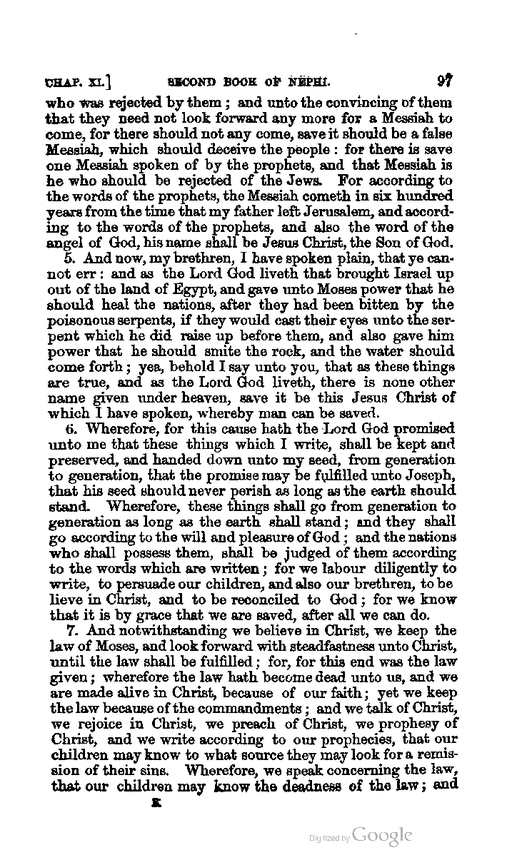 CHAP. XI.] SECOND BOOK OF NEPHI. 97
who was rejected by them; and unto the convincing of them
that they need not look forward any more for a Messiah to
come, for there should not any come, save it should be a false
Messiah, which should deceive the people: for there is save
one Messiah spoken of by the prophets, and that Messiah is
he who should be rejected of the Jews. For according to
the words of the prophets, the Messiah cometh in six hundred
years from the time that my father left Jerusalem, and accord-
ing to the words of the prophets, and also the word of the
angel of God, his name shall be Jesus Christ, the Son of God.
5. And now, my brethren, I have spoken plain, that ye can-
not err: and as the Lord God liveth that brought Israel up
out of the land of Egypt, and gave unto Moses power that he
should heal the nations, after they had been bitten by the
poisonous serpents, if they would cast their eyes unto the ser-
pent which he did raise up before them, and also gave him
power that he should smite the rock, and the water should
come forth; yea, behold I say unto you, that as these things
are true, and as the Lord God liveth, there is none other
name given under heaven, save it be this Jesus Christ of
which I have spoken, whereby man can be saved.
6. Wherefore, for this cause hath the Lord God promised
unto me that these things which I write, shall be kept and
preserved, and handed down unto my seed, from generation
to generation, that the promise may be fulfilled unto Joseph,
that his seed should never perish as long as the earth should
stand. Wherefore, these things shall go from generation to
generation as long as the earth shall stand; and they shall
go according to the will and pleasure of God; and the nations
who shall possess them, shall be judged of them according
to the words which are written; for we labour diligently to
write, to persuade our children, and also our brethren, to be
lieve in Christ, and to be reconciled to God; for we know
that it is by grace that we are saved, after all we can do.
7. And notwithstanding we believe in Christ, we keep the
law of Moses, and look forward with steadfastness unto Christ,
until the law shall be fulfilled; for, for this end was the law
given; wherefore the law hath become dead unto us, and we
are made alive in Christ, because of our faith; yet we keep
the law because of the commandments; and we talk of Christ,
we rejoice in Christ, we preach of Christ, we prophesy of
Christ, and we write according to our prophecies, that our
children may know to what source they may look for a remis-
sion of their sins. Wherefore, we speak concerning the law,
that our children may know the deadness of the law; and
K
Digitized by Google